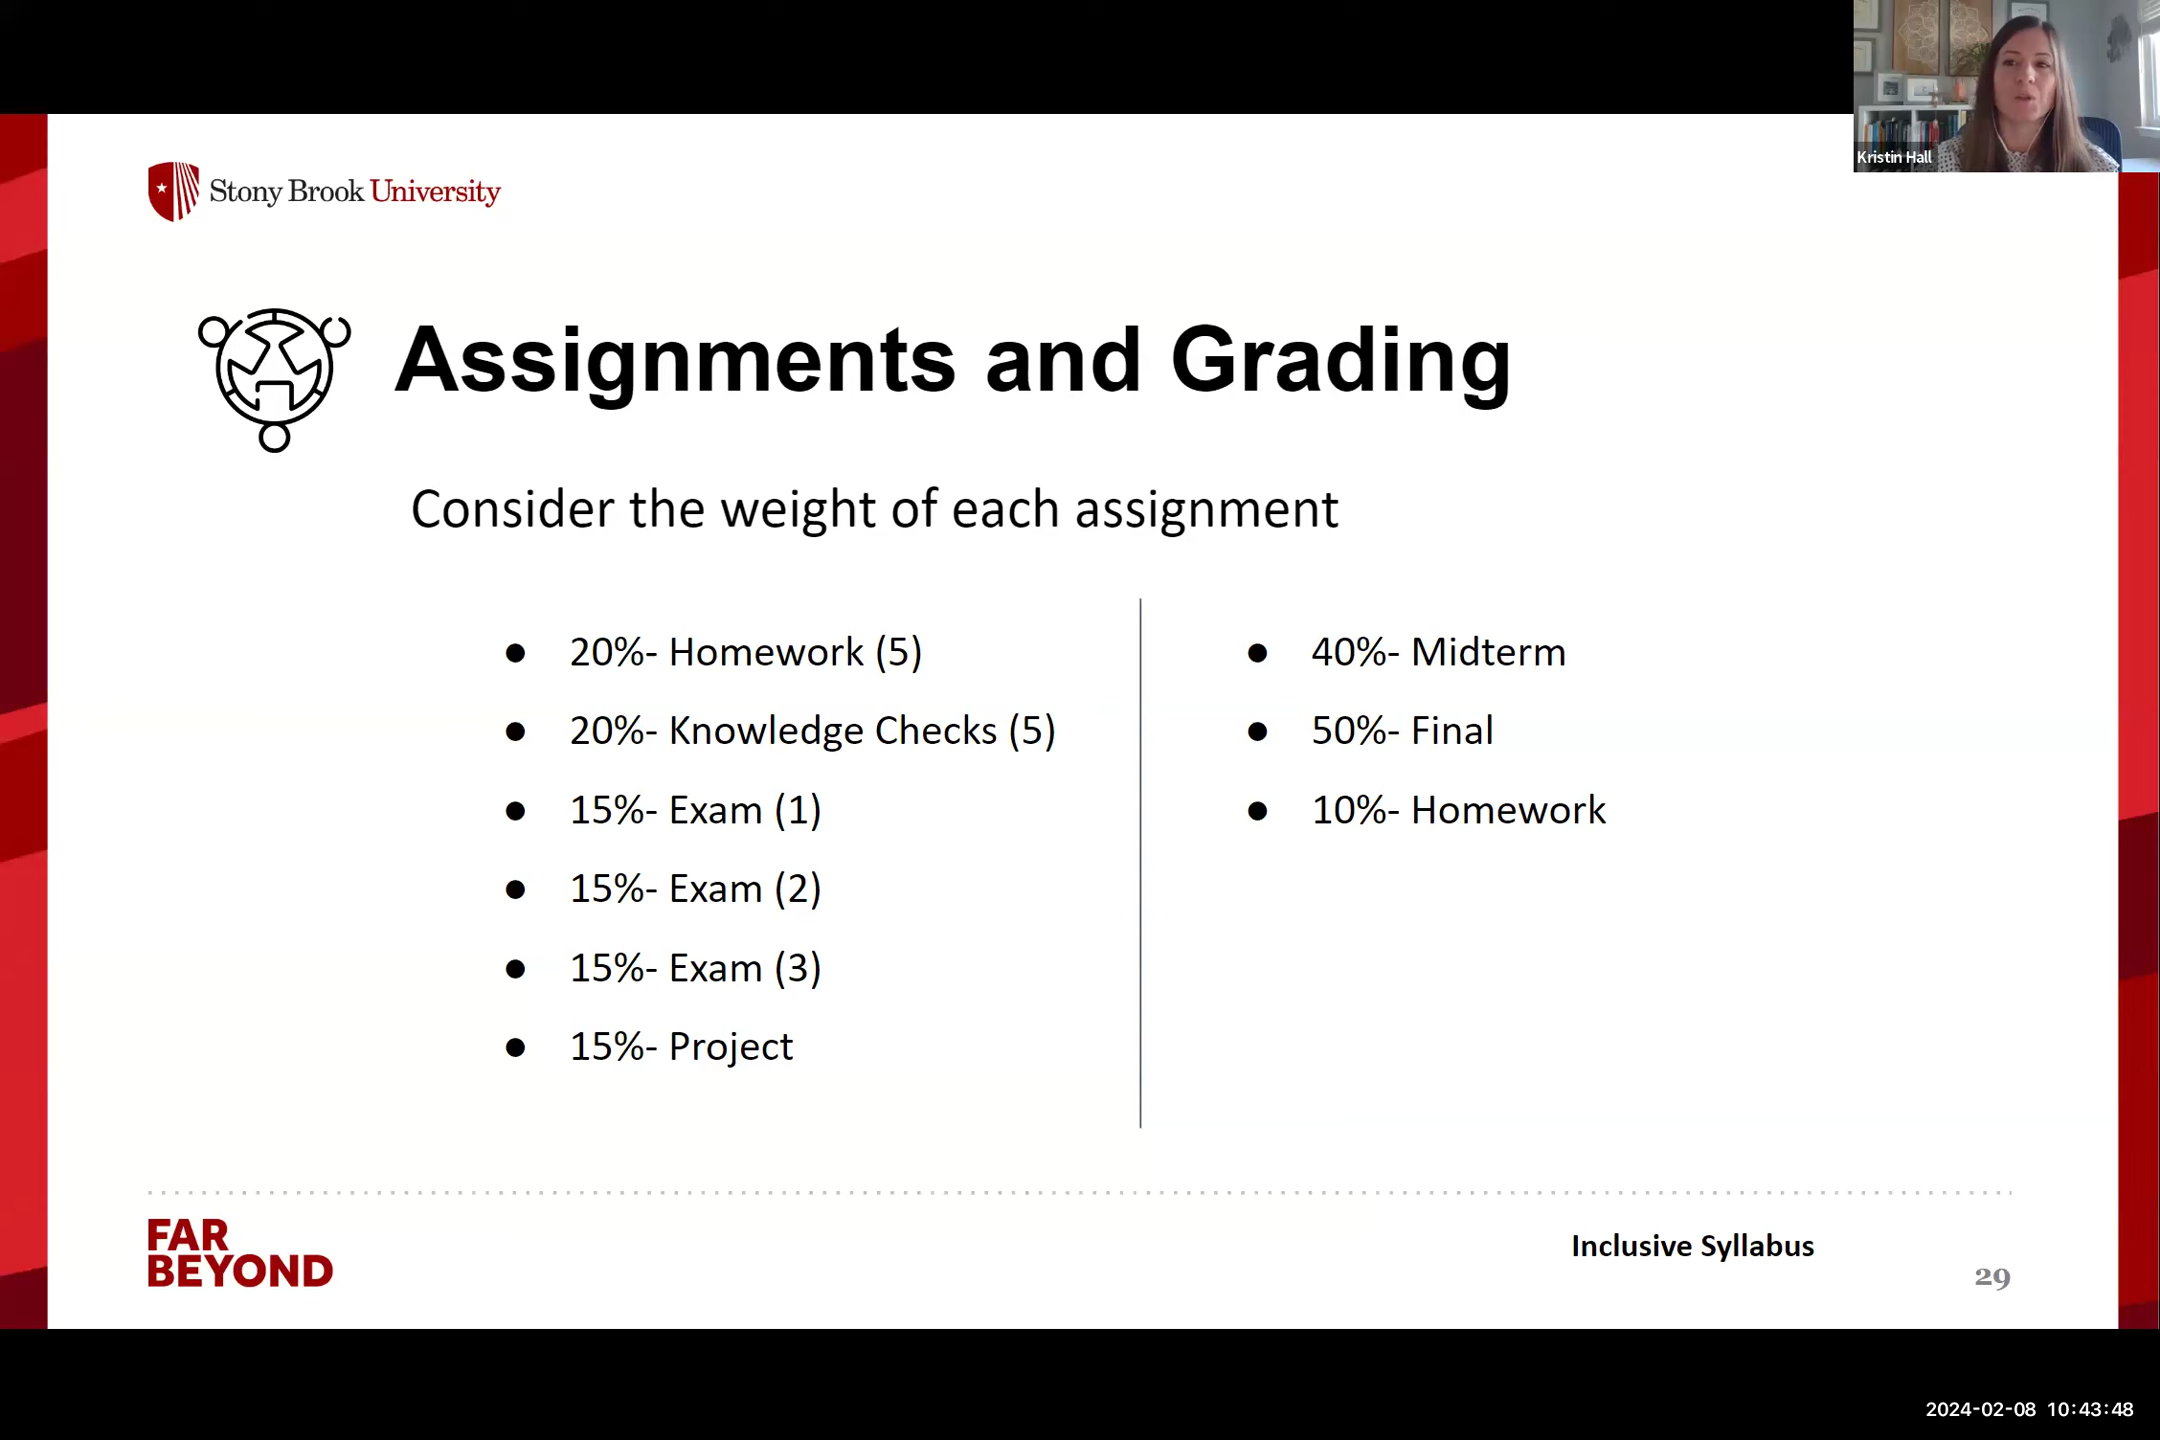 Kristin Hall
Stony Brook University
Assignments and Grading
Consider the weight of each assignment
● 20%- Homework (5)
● 20%- Knowledge Checks (5)
● 15%- Exam (1)
● 15%- Exam (2)
● 15%- Exam (3)
● 15%- Project
● 40%- Midterm
● 50%- Final
● 10%- Homework
FAR
BEYOND
Inclusive Syllabus
29
2024-02-08 10:43:48